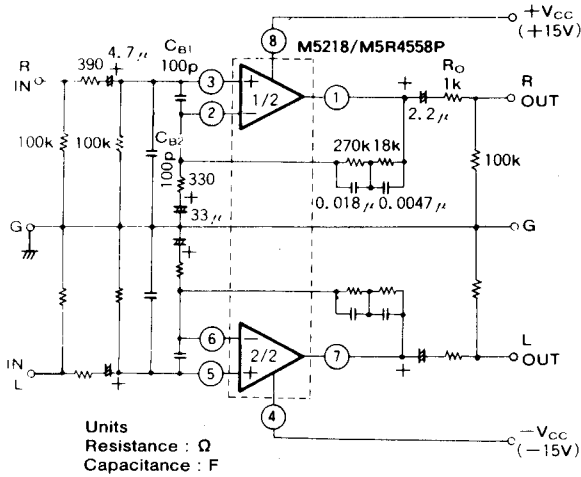 +VCC
(+15V)
8
M5218/M5R4558P
CB1
100p
4.7μ
390
+
R
IN
3
+
1/2
2
−
1
+
RO
1k
R
OUT
2.2μ
100k
100k
CB2
100p
270k
18k
100k
330
+
33μ
0.018μ
0.0047μ
G
G
+
6
−
2/2
7
5
+
+
+
L
OUT
IN
L
4
−VCC
(−15V)
Units
Resistance : Ω
Capacitance : F